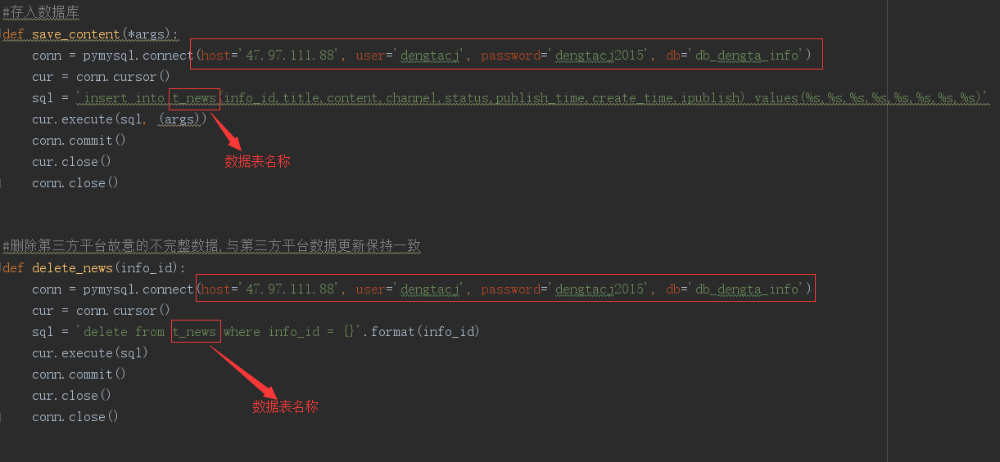 #存入数据库
def save_content(*args):
conn = pymysql.connect(host='47.97.111.88', user='dengtacj', password='dengtacj2015', db='db_dengta_info')
cur = conn.cursor()
sql = 'insert into t_news(info_id,title,content,channel,status,publish_time,create_time,ipublish) values(%s,%s,%s,%s,%s,%s,%s,%s)'
cur.execute(sql, (args))
conn.commit()
数据表名称
cur.close()
conn.close()
#删除第三方平台故意的不完整数据,与第三方平台数据更新保持一致
def delete_news(info_id):
conn = pymysql.connect(host='47.97.111.88', user='dengtacj', password='dengtacj2015', db='db_dengta_info')
cur = conn.cursor()
sql = 'delete from t_news where info_id = {}'.format(info_id)
cur.execute(sql)
conn.commit()
cur.close()
数据表名称
conn.close()